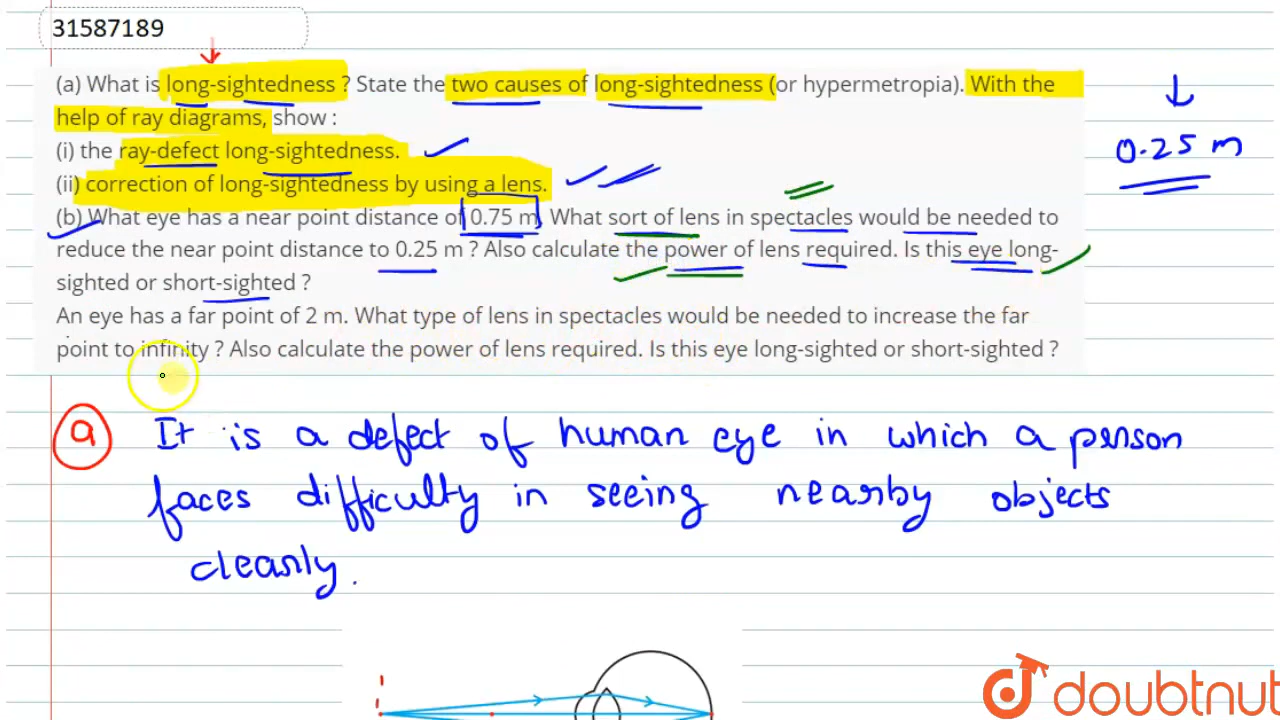 31587189
(a) What is long-sightedness ? State the two causes of long-sightedness (or hypermetropia). With the
help of ray diagrams, show :
(i) the ray-defect long-sightedness.
(ii) correction of long-sightedness by using a lens.
0.25 m
(b) What eye has a near point distance of 0.75 m. What sort of lens in spectacles would be needed to
reduce the near point distance to 0.25 m ? Also calculate the power of lens required. Is this eye long-
sighted or short-sighted ?
An eye has a far point of 2 m. What type of lens in spectacles would be needed to increase the far
point to infinity ? Also calculate the power of lens required. Is this eye long-sighted or short-sighted ?
a It is a defect of human eye in which a person
faces difficulty in seeing nearby objects
clearly.
doubtnut